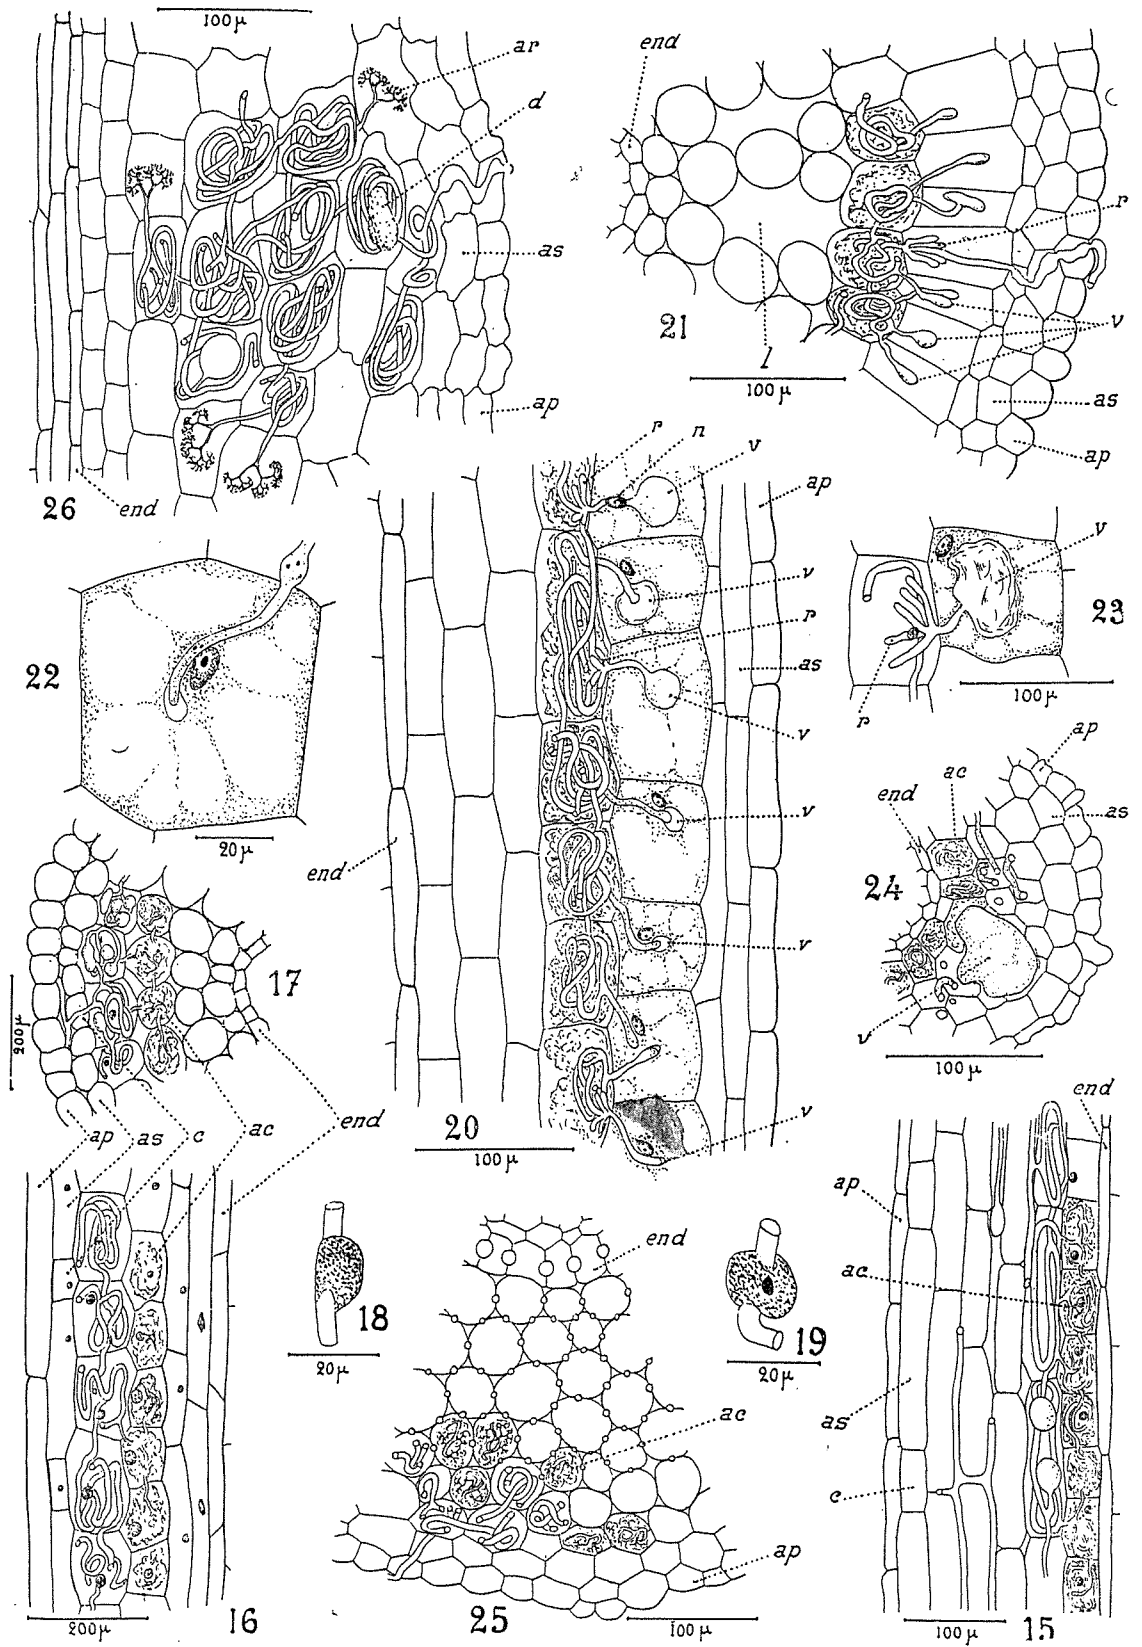 100 μ
ar
d
as
ap
26
end
end
r
v
21
l
100 μ
as
ap
r
n
v
ap
v
r
as
v
v
v
v
end
20
100 μ
22
20 μ
v
23
r
100 μ
ap
ac
end
as
24
v
100 μ
17
200 μ
ap
as
c
ac
end
16
200 μ
18
20 μ
19
20 μ
end
ac
ap
25
100 μ
end
ap
ac
as
c
100 μ
15